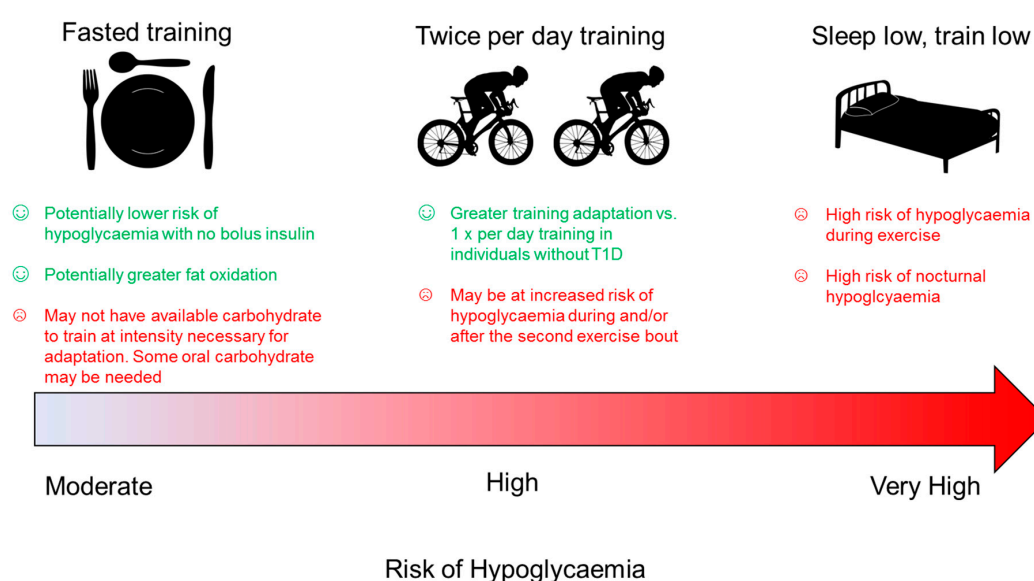 Fasted training
Twice per day training
Sleep low, train low
Potentially lower risk of
hypoglycaemia with no bolus insulin
Potentially greater fat oxidation
May not have available carbohydrate
to train at intensity necessary for
adaptation. Some oral carbohydrate
may be needed
Greater training adaptation vs.
1 x per day training in
individuals without T1D
May be at increased risk of
hypoglycaemia during and/or
after the second exercise bout
High risk of hypoglycaemia
during exercise
High risk of nocturnal
hypoglcyaemia
Moderate
High
Very High
Risk of Hypoglycaemia